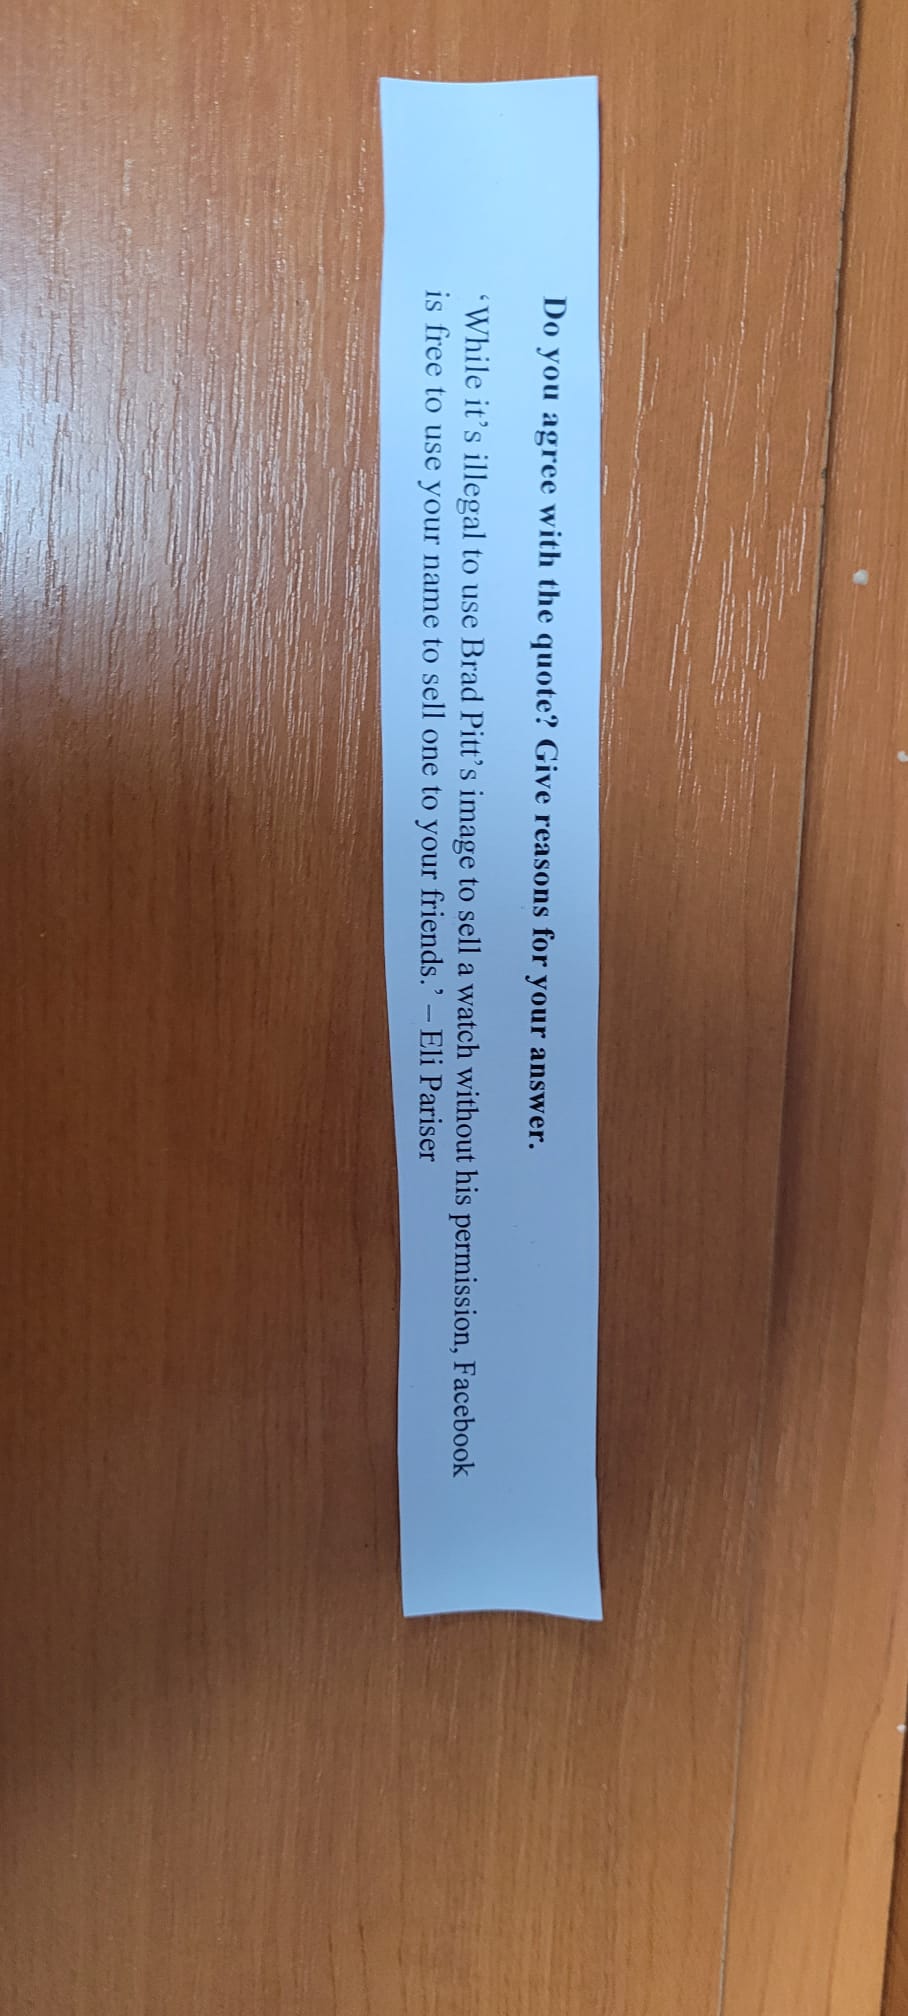 Do you agree with the quote? Give reasons for your answer.
‘While it’s illegal to use Brad Pitt’s image to sell a watch without his permission, Facebook
is free to use your name to sell one to your friends.’ – Eli Pariser